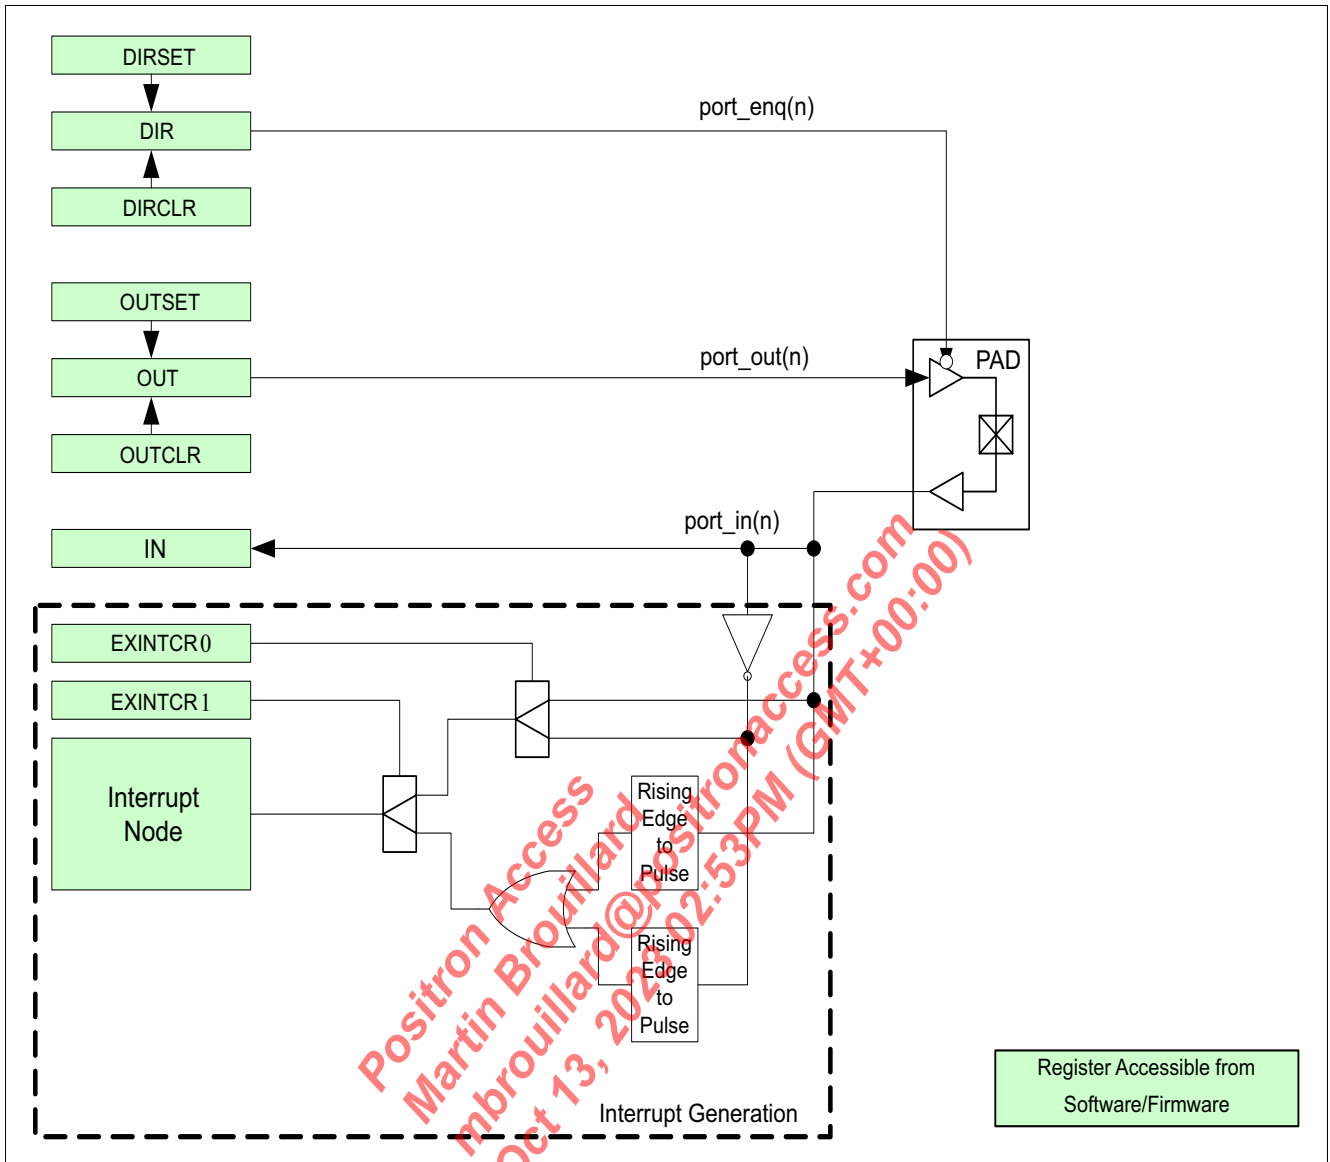 DIRSET
DIR
port_enq(n)
DIRCLR
OUTSET
OUT
port_out(n)
PAD
OUTCLR
IN
port_in(n)
EXINTCR0
EXINTCR1
Interrupt
Node
Rising
Edge
to
Pulse
Rising
Edge
to
Pulse
Interrupt Generation
Register Accessible from
Software/Firmware
Positron Access
Martin Brouillard
mbrouillard@positronaccess.com
Oct 13, 2023 02:53PM (GMT+00:00)